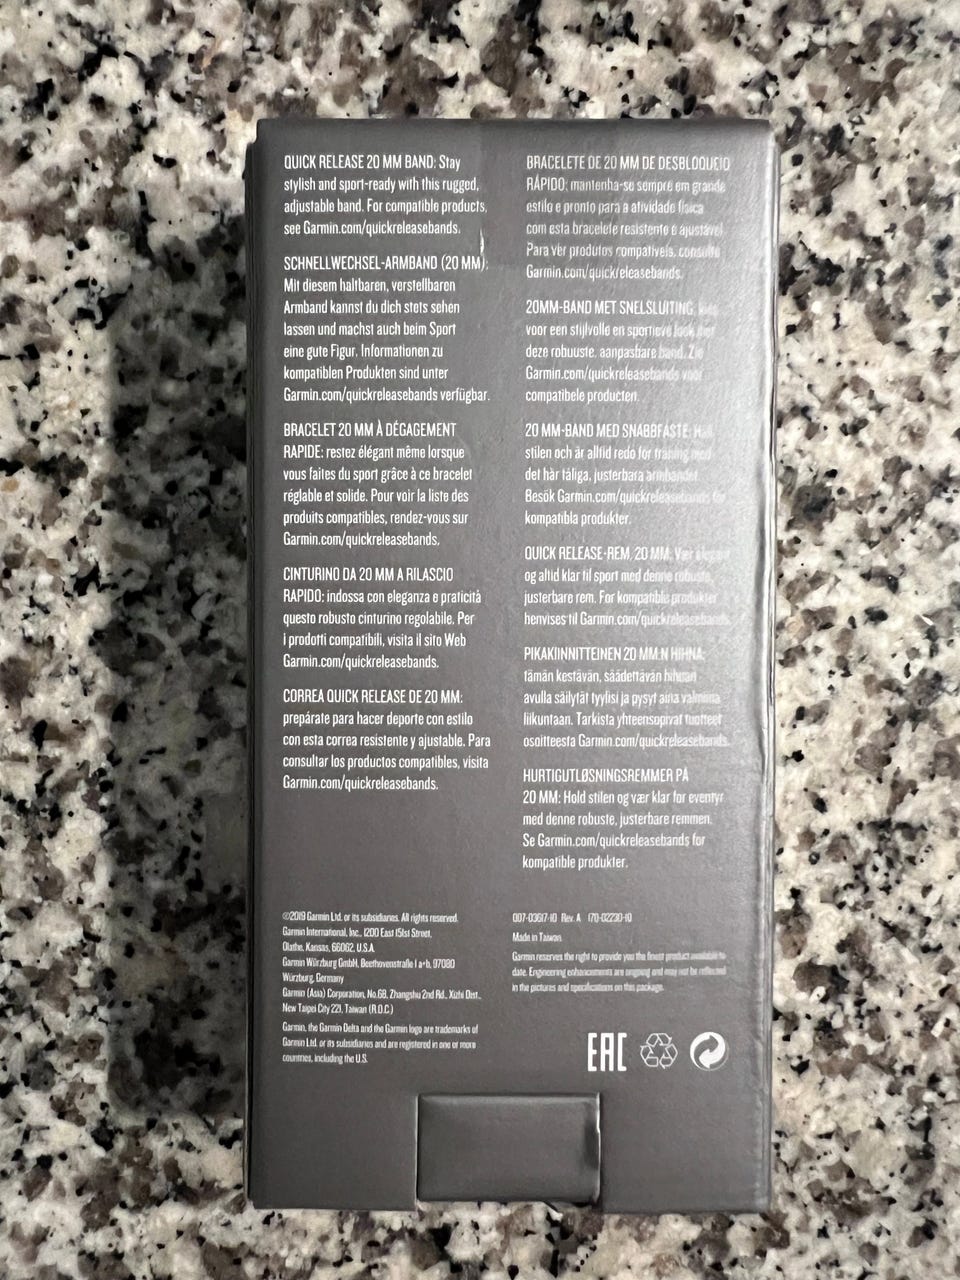 QUICK RELEASE 20 MM BAND: Stay
stylish and sport-ready with this rugged,
adjustable band. For compatible products,
see Garmin.com/quickreleasebands.
SCHNELLWECHSEL-ARMBAND (20 MM):
Mit diesem haltbaren, verstellbaren
Armband kannst du dich stets sehen
lassen und machst auch beim Sport
eine gute Figur. Informationen zu
kompatiblen Produkten sind unter
Garmin.com/quickreleasebands verfügbar.
BRACELET 20 MM À DÉGAGEMENT
RAPIDE: restez élégant même lorsque
vous faites du sport grâce à ce bracelet
réglable et solide. Pour voir la liste des
produits compatibles, rendez-vous sur
Garmin.com/quickreleasebands.
CINTURINO DA 20 MM A RILASCIO
RAPIDO: indossa con eleganza e praticità
questo robusto cinturino regolabile. Per
i prodotti compatibili, visita il sito Web
Garmin.com/quickreleasebands.
CORREA QUICK RELEASE DE 20 MM:
prepárate para hacer deporte con estilo
con esta correa resistente y ajustable. Para
consultar los productos compatibles, visita
Garmin.com/quickreleasebands.
BRACELETE DE 20 MM DE DESBLOQUEIO
RÁPIDO: mantenha-se sempre em grande
estilo e pronto para a atividade física
com esta bracelete resistente e ajustável.
Para ver produtos compatíveis, consulte
Garmin.com/quickreleasebands.
20MM-BAND MET SNELSLUITING: kies
voor een stijlvolle en sportieve look met
deze robuuste, aanpasbare band. Zie
Garmin.com/quickreleasebands voor
compatibele producten.
20 MM-BAND MED SNABBFÄSTE: Håll
stilen och är alltid redo för träning med
det här tåliga, justerbara armbandet.
Besök Garmin.com/quickreleasebands för
kompatibla produkter.
QUICK RELEASE-REM, 20 MM: Vær elegant
og altid klar til sport med denne robuste,
justerbare rem. For kompatible produkter
henvises til Garmin.com/quickreleasebands.
PIKAKIINNITTEINEN 20 MM:N HIHNA:
tämän kestävän, säädettävän hihnan
avulla säilytät tyylisi ja pysyt aina valmiina
liikuntaan. Tarkista yhteensopivat tuotteet
osoitteesta Garmin.com/quickreleasebands.
HURTIGUTLØSNINGSREMMER PÅ
20 MM: Hold stilen og vær klar for eventyr
med denne robuste, justerbare remmen.
Se Garmin.com/quickreleasebands for
kompatible produkter.
©2019 Garmin Ltd. or its subsidiaries. All rights reserved.
Garmin International, Inc., 1200 East 151st Street,
Olathe, Kansas, 66062, U.S.A.
Garmin Würzburg GmbH, Beethovenstraße 1 a+b, 97080
Würzburg, Germany
Garmin (Asia) Corporation, No.68, Zhangshu 2nd Rd., Xizhi Dist.,
New Taipei City 221, Taiwan (R.O.C.)
Garmin, the Garmin Delta and the Garmin logo are trademarks of
Garmin Ltd. or its subsidiaries and are registered in one or more
countries, including the U.S.
007-03617-10 Rev. A 170-02230-10
Made in Taiwan
Garmin reserves the right to provide you the finest product available to
date. Engineering enhancements are ongoing and may not be reflected
in the pictures and specifications on this package.
EAC